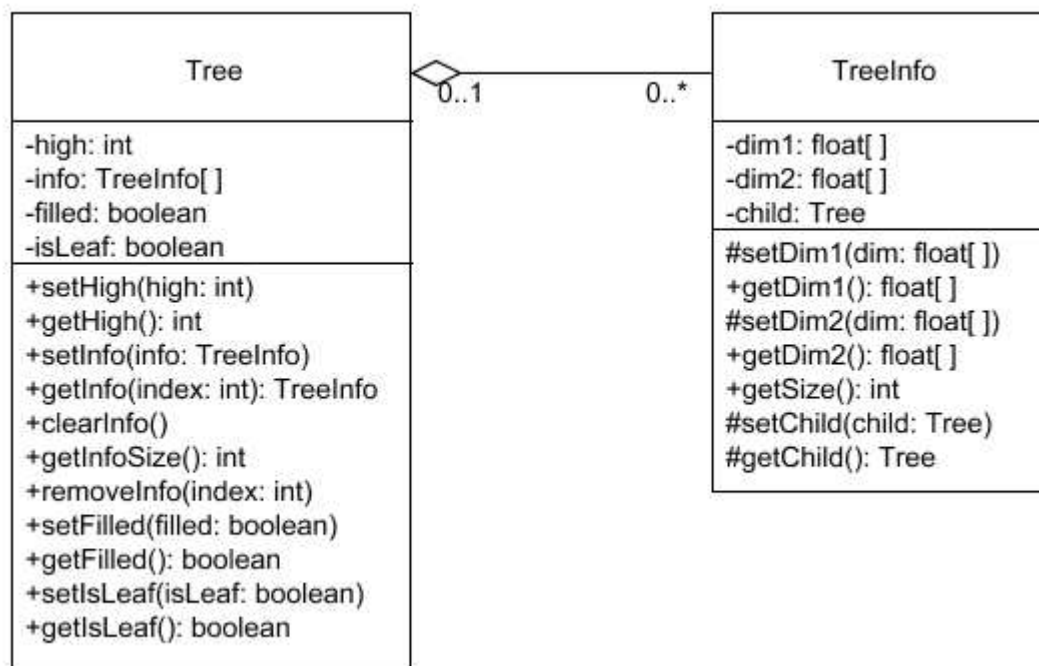 Tree
0..1
0..*
TreeInfo
-high: int
-info: TreeInfo[ ]
-filled: boolean
-isLeaf: boolean
+setHigh(high: int)
+getHigh(): int
+setInfo(info: TreeInfo)
+getInfo(index: int): TreeInfo
+clearInfo()
+getInfoSize(): int
+removeInfo(index: int)
+setFilled(filled: boolean)
+getFilled(): boolean
+setIsLeaf(isLeaf: boolean)
+getIsLeaf(): boolean
-dim1: float[ ]
-dim2: float[ ]
-child: Tree
#setDim1(dim: float[ ])
+getDim1(): float[ ]
#setDim2(dim: float[ ])
+getDim2(): float[ ]
+getSize(): int
#setChild(child: Tree)
#getChild(): Tree